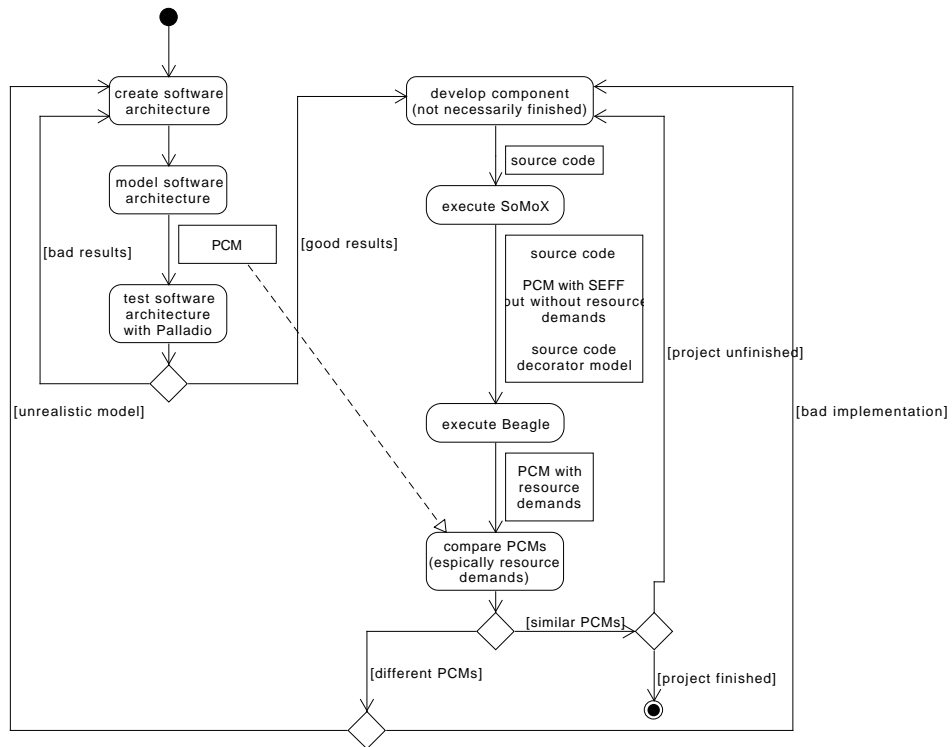 create software
architecture
develop component
(not necessarily finished)
source code
model software
architecture
execute SoMoX
PCM
[bad results]
[good results]
source code
PCM with SEFF
out without resource
demands
source code
decorator model
test software
architecture
with Palladio
[project unfinished]
[unrealistic model]
[bad implementation]
execute Beagle
PCM with
resource
demands
compare PCMs
(espically resource
demands)
[similar PCMs]
[different PCMs]
[project finished]